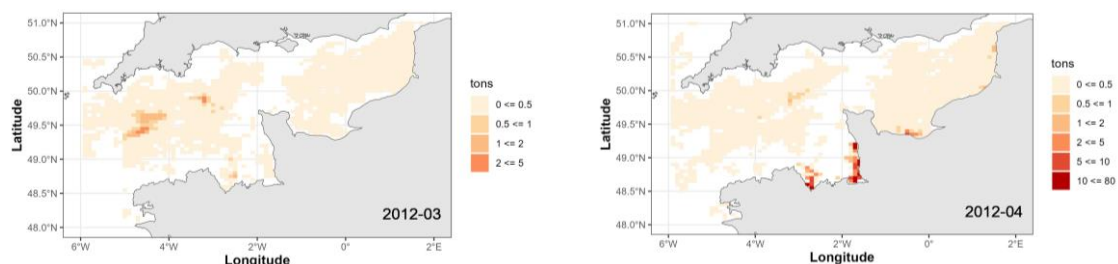 51.0°N
50.5°N
50.0°N
49.5°N
49.0°N
48.5°N
48.0°N
Latitude
6°W 4°W 2°W 0° 2°E
Longitude
2012-03
tons
0 <= 0.5
0.5 <= 1
1 <= 2
2 <= 5
51.0°N
50.5°N
50.0°N
49.5°N
49.0°N
48.5°N
48.0°N
Latitude
6°W 4°W 2°W 0° 2°E
Longitude
2012-04
tons
0 <= 0.5
0.5 <= 1
1 <= 2
2 <= 5
5 <= 10
10 <= 80